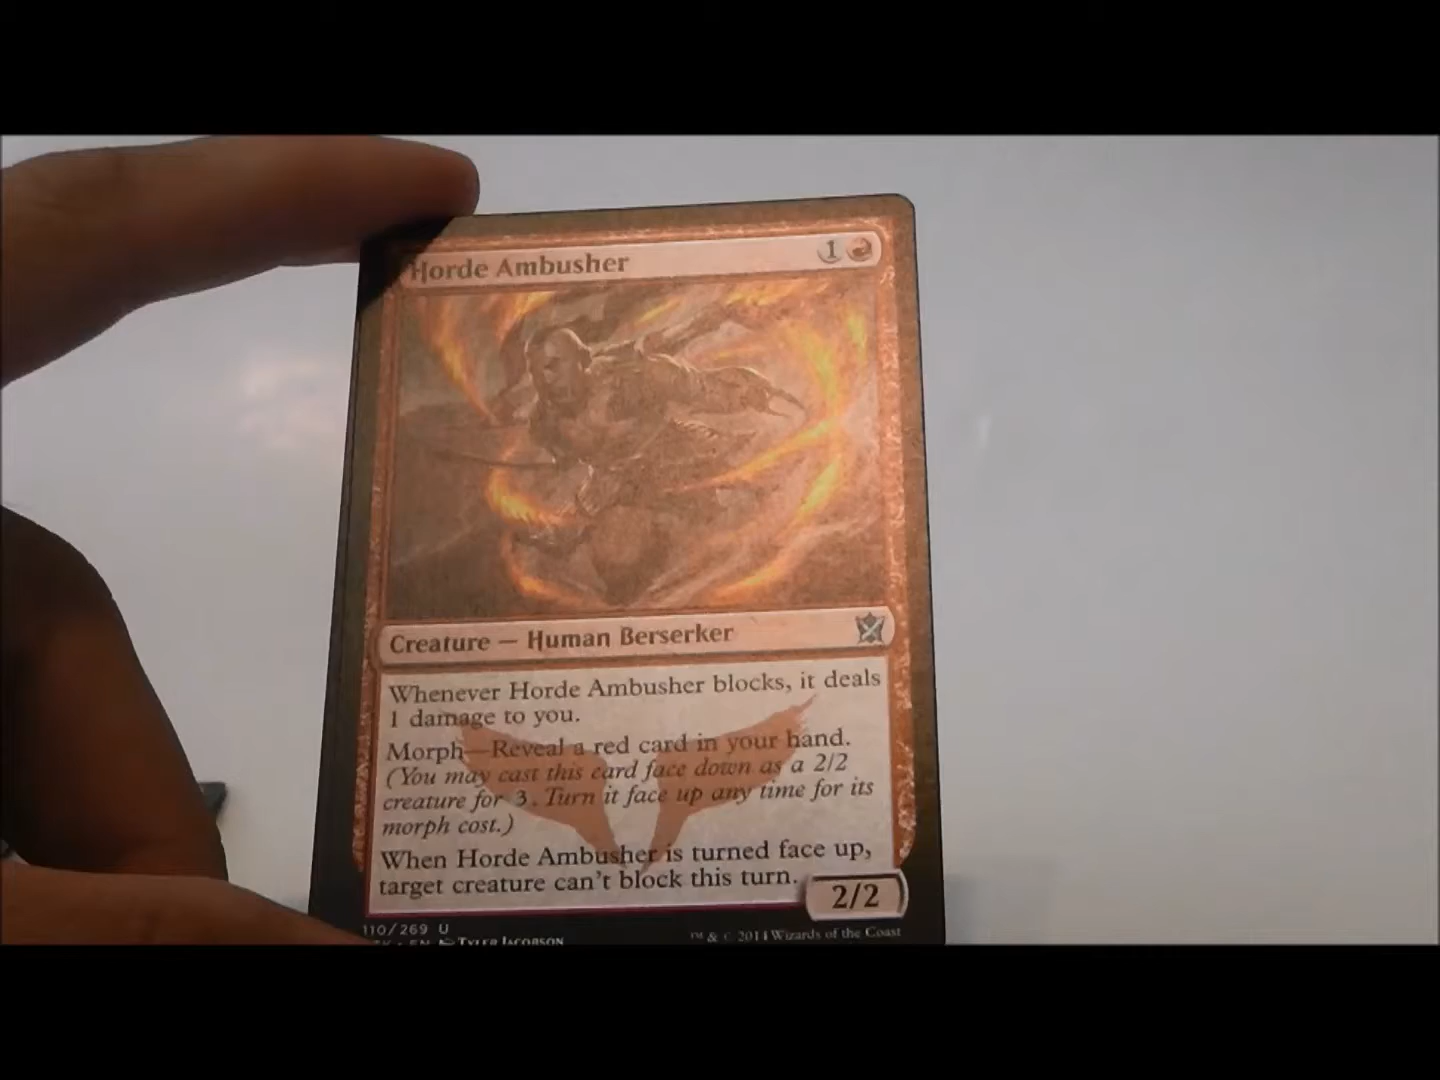 Horde Ambusher 1
Creature — Human Berserker
Whenever Horde Ambusher blocks, it deals
1 damage to you.
Morph—Reveal a red card in your hand.
(You may cast this card face down as a 2/2
creature for 3. Turn it face up any time for its
morph cost.)
When Horde Ambusher is turned face up,
target creature can't block this turn.
2/2
110/269 U
EN Tyler Jacobson ™ & © 2014 Wizards of the Coast